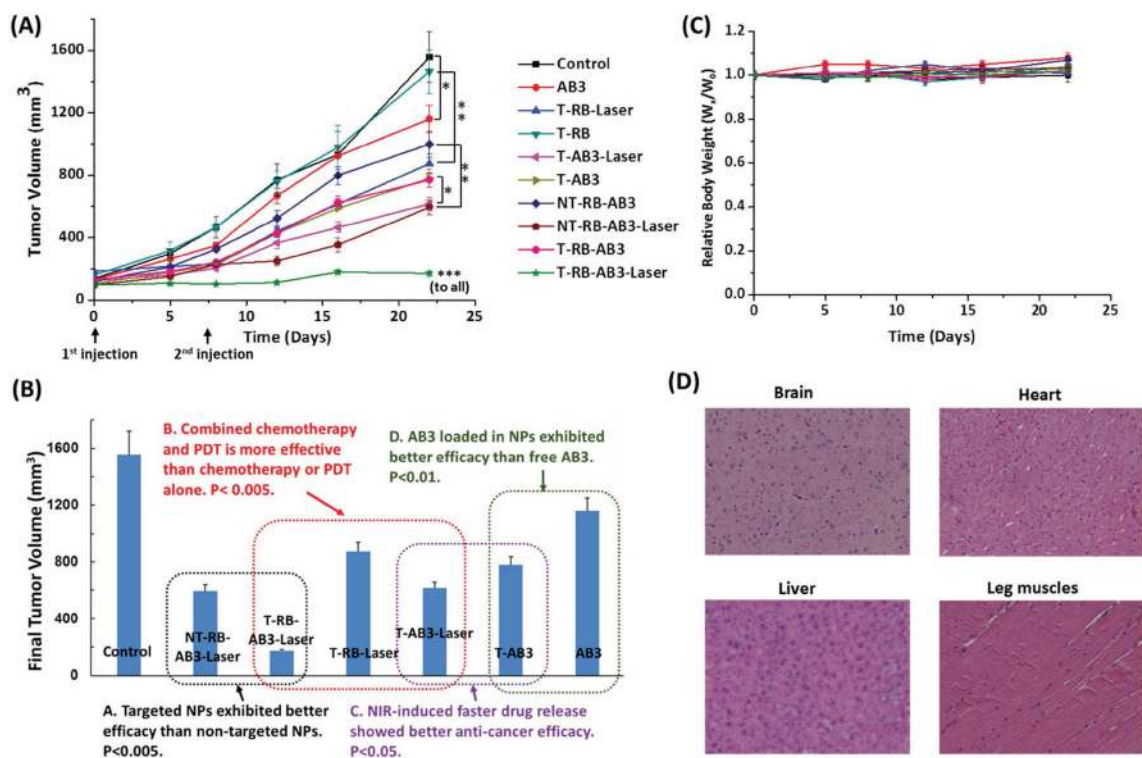 (A)
1600
1200
800
400
0
Tumor Volume (mm³)
0
5
10
15
20
25
Time (Days)
1st injection
2nd injection
*
**
**
*
***
(to all)
Control
AB3
T-RB-Laser
T-RB
T-AB3-Laser
T-AB3
NT-RB-AB3
NT-RB-AB3-Laser
T-RB-AB3
T-RB-AB3-Laser
(C)
1.2
1.0
0.8
0.6
0.4
0.2
0.0
0
5
10
15
20
25
Time (Days)
(B)
1600
1200
800
400
0
Final Tumor Volume (mm³)
B. Combined chemotherapy
and PDT is more effective
than chemotherapy or PDT
alone. P< 0.005.
D. AB3 loaded in NPs exhibited
better efficacy than free AB3.
P<0.01.
Control
NT-RB-
AB3-Laser
T-RB-
AB3-Laser
T-RB-Laser
T-AB3-Laser
T-AB3
AB3
A. Targeted NPs exhibited better
efficacy than non-targeted NPs.
P<0.005.
C. NIR-induced faster drug release
showed better anti-cancer efficacy.
P<0.05.
(D)
Brain
Heart
Liver
Leg muscles